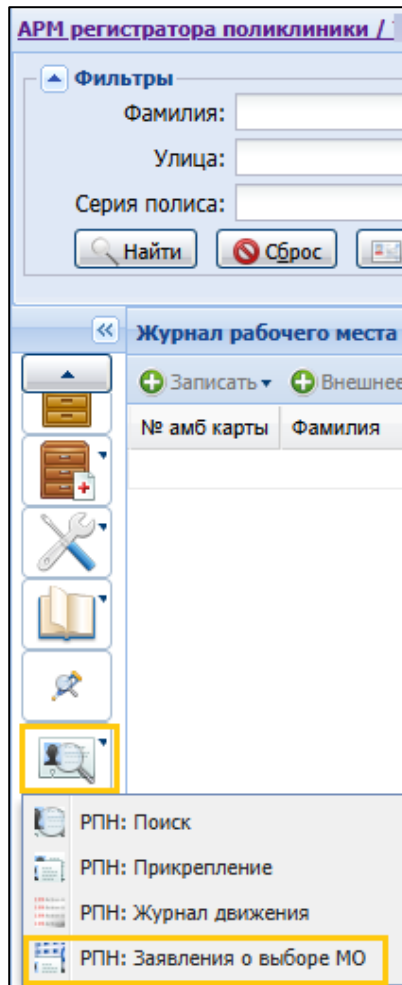 АРМ регистратора поликлиники /
Фильтры
Фамилия:
Улица:
Серия полиса:
Найти Сброс
Журнал рабочего места
Записать Внешнее
№ амб карты Фамилия
РПН: Поиск
РПН: Прикрепление
РПН: Журнал движения
РПН: Заявления о выборе МО